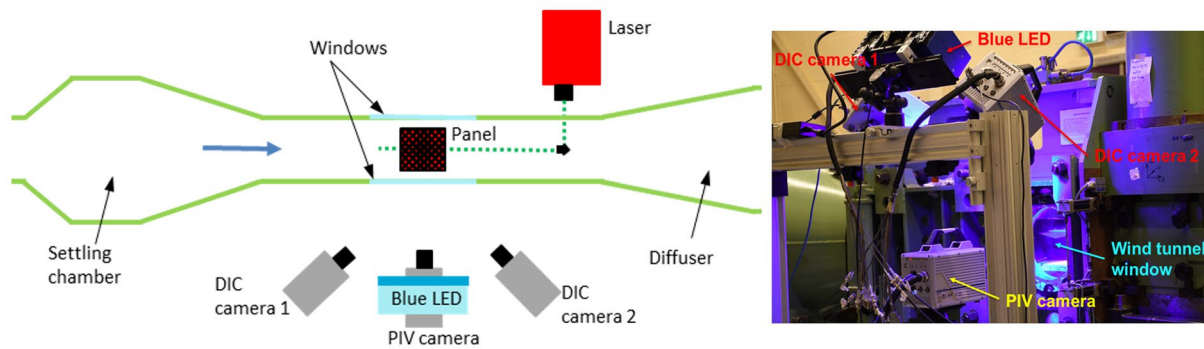 Laser
Windows
Panel
Settling
chamber
Diffuser
DIC
camera 1
Blue LED
PIV camera
DIC
camera 2
Blue LED
DIC camera 1
DIC camera 2
Wind tunnel
window
PIV camera